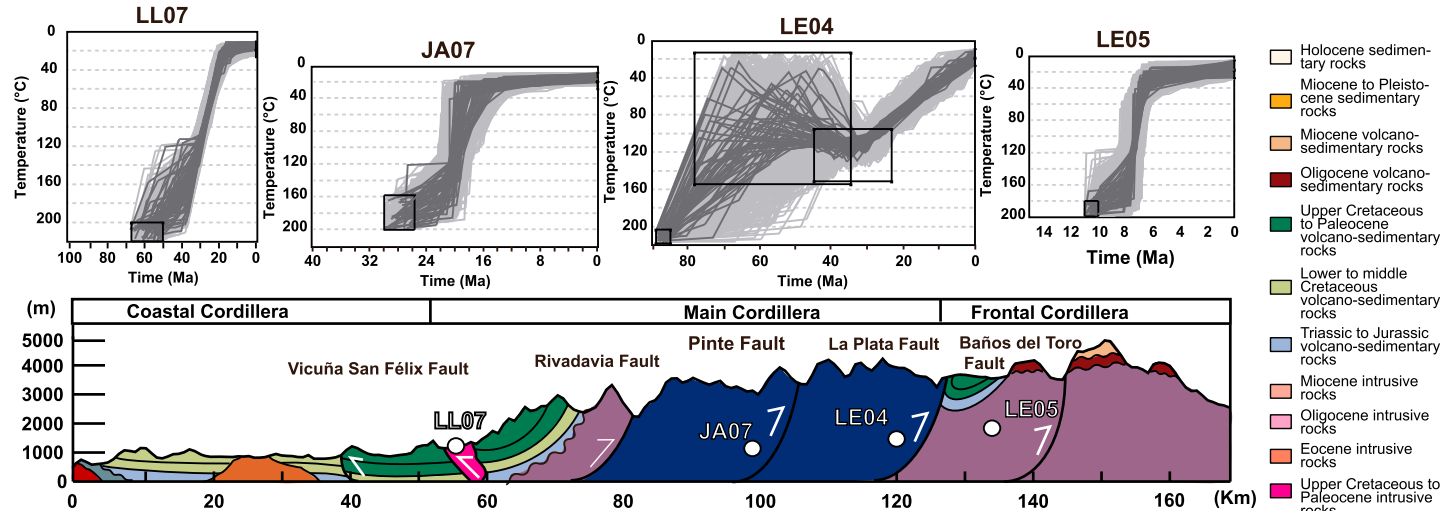 LL07
JA07
LE04
LE05
Temperature (°C)
0
40
80
120
160
200
100 80 60 40 20 0
Time (Ma)
Temperature (°C)
0
40
80
120
160
200
40 32 24 16 8 0
Time (Ma)
Temperature (°C)
0
40
80
120
160
200
80 60 40 20 0
Time (Ma)
Temperature (°C)
0
40
80
120
160
200
14 12 10 8 6 4 2 0
Time (Ma)
(m)
Coastal Cordillera
Main Cordillera
Frontal Cordillera
5000
4000
3000
2000
1000
0
Vicuña San Félix Fault
Rivadavia Fault
Pinte Fault
La Plata Fault
Baños del Toro
Fault
LL07
JA07
LE04
LE05
0 20 40 60 80 100 120 140 160 (Km)
Holocene sedimen-
tary rocks
Miocene to Pleisto-
cene sedimentary
rocks
Miocene volcano-
sedimentary rocks
Oligocene volcano-
sedimentary rocks
Upper Cretaceous
to Paleocene
volcano-sedimentary
rocks
Lower to middle
Cretaceous
volcano-sedimentary
rocks
Triassic to Jurassic
volcano-sedimentary
rocks
Miocene intrusive
rocks
Oligocene intrusive
rocks
Eocene intrusive
rocks
Upper Cretaceous to
Paleocene intrusive
rocks